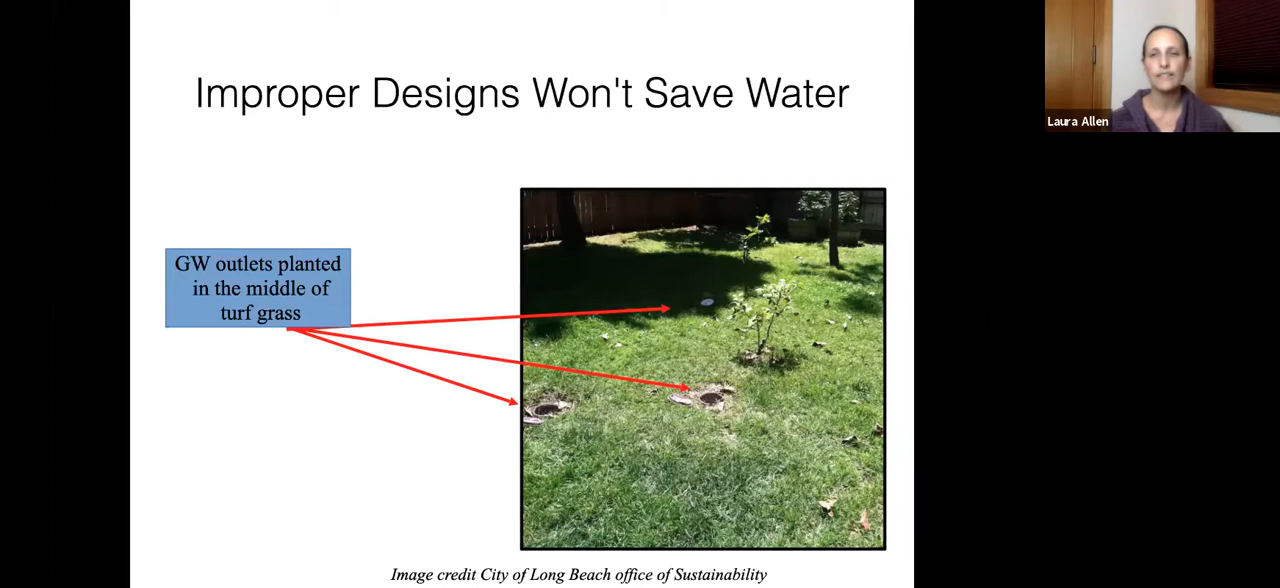 Improper Designs Won't Save Water
Laura Allen
GW outlets planted
in the middle of
turf grass
Image credit City of Long Beach office of Sustainability